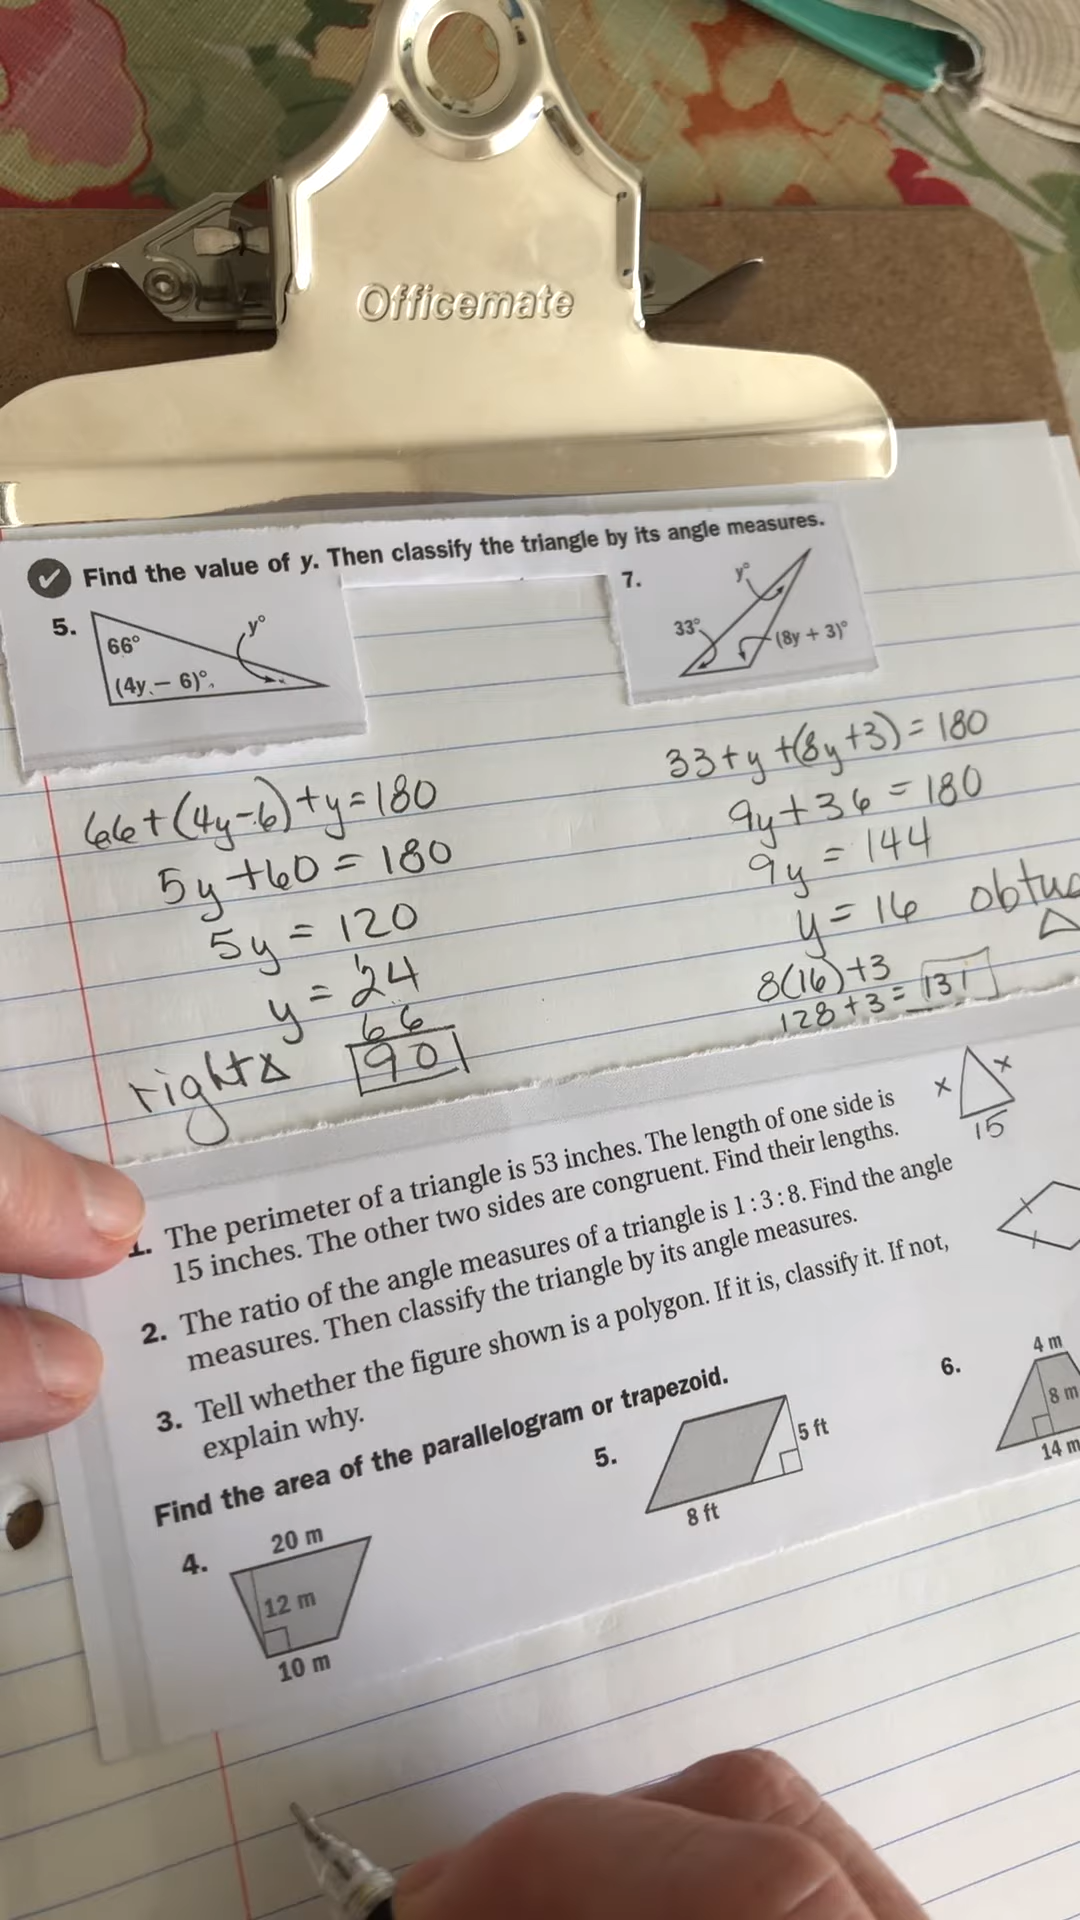 Officemate
Find the value of y. Then classify the triangle by its angle measures.
5.
66°
y°
(4y - 6)°
7.
y°
33°
(8y + 3)°
66+(4y-6)+y=180
5y+60=180
5y=120
y=24
66
90
right△
33+y+(8y+3)=180
9y+36=180
9y=144
y=16 obtus
△
8(16)+3
128+3=131
1. The perimeter of a triangle is 53 inches. The length of one side is
15 inches. The other two sides are congruent. Find their lengths.
x x
15
2. The ratio of the angle measures of a triangle is 1 : 3 : 8. Find the angle
measures. Then classify the triangle by its angle measures.
3. Tell whether the figure shown is a polygon. If it is, classify it. If not,
explain why.
Find the area of the parallelogram or trapezoid.
4.
20 m
12 m
10 m
5.
5 ft
8 ft
6.
4 m
8 m
14 m